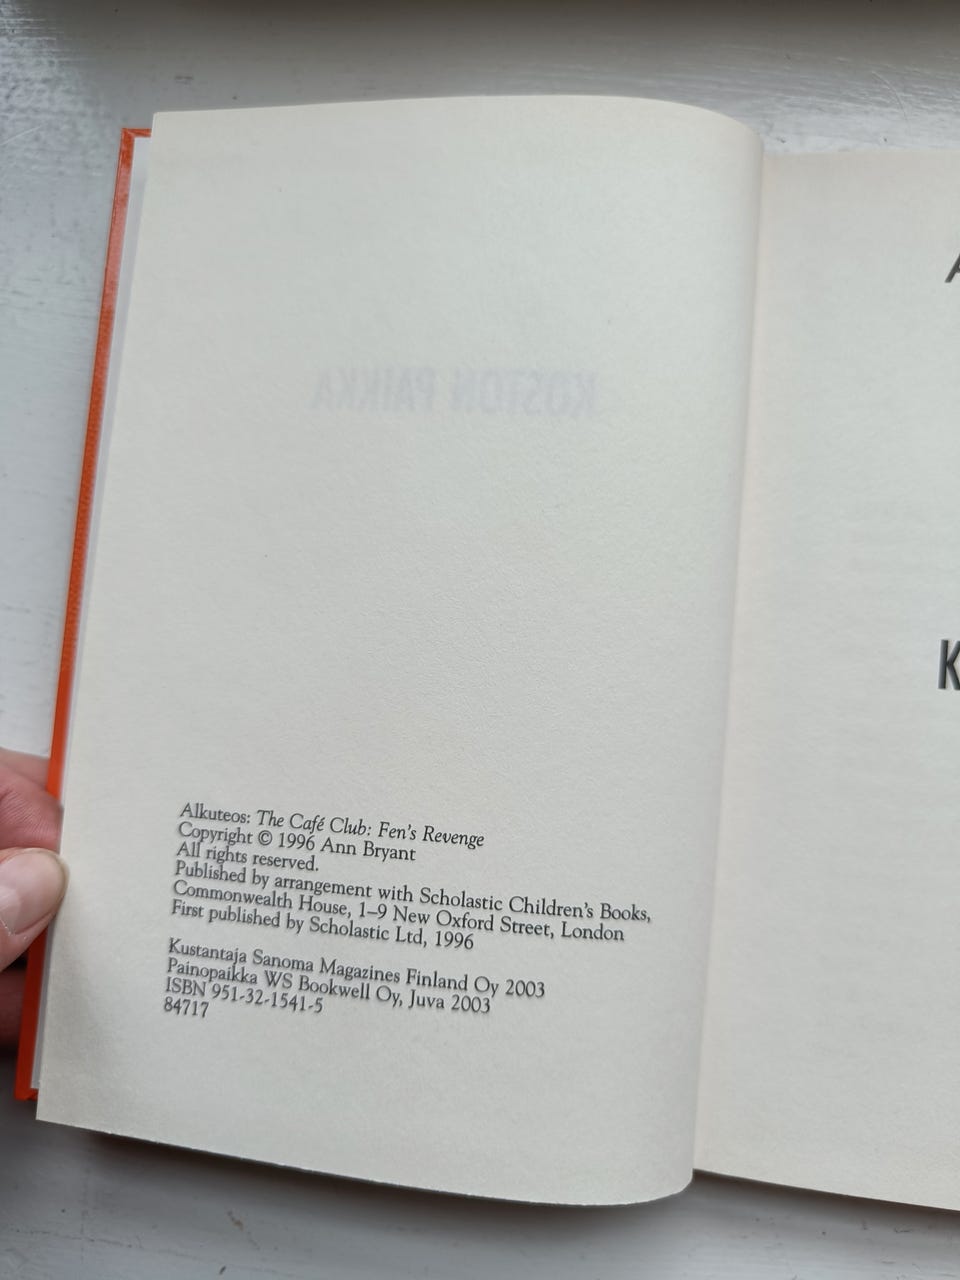 KOSTON PAIKKA
Alkuteos: The Café Club: Fen's Revenge
Copyright © 1996 Ann Bryant
All rights reserved.
Published by arrangement with Scholastic Children's Books,
Commonwealth House, 1–9 New Oxford Street, London
First published by Scholastic Ltd, 1996
Kustantaja Sanoma Magazines Finland Oy 2003
Painopaikka WS Bookwell Oy, Juva 2003
ISBN 951-32-1541-5
84717
A
K